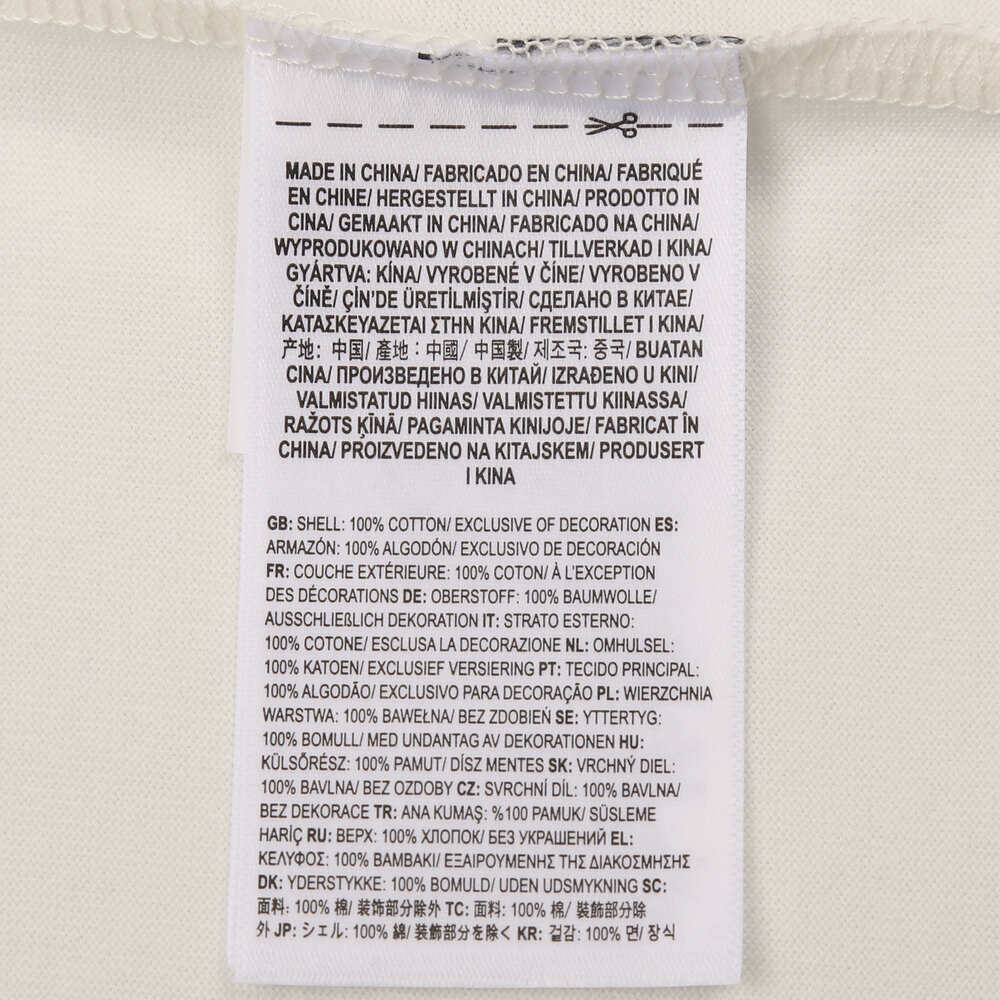 MADE IN CHINA/ FABRICADO EN CHINA/ FABRIQUÉ
EN CHINE/ HERGESTELLT IN CHINA/ PRODOTTO IN
CINA/ GEMAAKT IN CHINA/ FABRICADO NA CHINA/
WYPRODUKOWANO W CHINACH/ TILLVERKAD I KINA/
GYÁRTVA: KÍNA/ VYROBENÉ V ČÍNE/ VYROBENO V
ČÍNĚ/ ÇİN'DE ÜRETİLMİŞTİR/ СДЕЛАНО В КИТАЕ/
ΚΑΤΑΣΚΕΥΑΖΕΤΑΙ ΣΤΗΝ ΚΙΝΑ/ FREMSTILLET I KINA/
产地: 中国/ 產地：中國/ 中国製/ 제조국: 중국/ BUATAN
CINA/ ПРОИЗВЕДЕНО В КИТАЙ/ IZRAĐENO U KINI/
VALMISTATUD HIINAS/ VALMISTETTU KIINASSA/
RAŽOTS ĶĪNĀ/ PAGAMINTA KINIJOJE/ FABRICAT ÎN
CHINA/ PROIZVEDENO NA KITAJSKEM/ PRODUSERT
I KINA
GB: SHELL: 100% COTTON/ EXCLUSIVE OF DECORATION ES:
ARMAZÓN: 100% ALGODÓN/ EXCLUSIVO DE DECORACIÓN
FR: COUCHE EXTÉRIEURE: 100% COTON/ À L'EXCEPTION
DES DÉCORATIONS DE: OBERSTOFF: 100% BAUMWOLLE/
AUSSCHLIEßLICH DEKORATION IT: STRATO ESTERNO:
100% COTONE/ ESCLUSA LA DECORAZIONE NL: OMHULSEL:
100% KATOEN/ EXCLUSIEF VERSIERING PT: TECIDO PRINCIPAL:
100% ALGODÃO/ EXCLUSIVO PARA DECORAÇÃO PL: WIERZCHNIA
WARSTWA: 100% BAWEŁNA/ BEZ ZDOBIEŃ SE: YTTERTYG:
100% BOMULL/ MED UNDANTAG AV DEKORATIONEN HU:
KÜLSŐRÉSZ: 100% PAMUT/ DÍSZ MENTES SK: VRCHNÝ DIEL:
100% BAVLNA/ BEZ OZDOBY CZ: SVRCHNÍ DÍL: 100% BAVLNA/
BEZ DEKORACE TR: ANA KUMAŞ: %100 PAMUK/ SÜSLEME
HARİÇ RU: ВЕРХ: 100% ХЛОПОК/ БЕЗ УКРАШЕНИЙ EL:
ΚΕΛΥΦΟΣ: 100% ΒΑΜΒΑΚΙ/ ΕΞΑΙΡΟΥΜΕΝΗΣ ΤΗΣ ΔΙΑΚΟΣΜΗΣΗΣ
DK: YDERSTYKKE: 100% BOMULD/ UDEN UDSMYKNING SC:
面料: 100% 棉/ 装饰部分除外 TC: 面料: 100% 棉/ 裝飾部分除
外 JP: シェル: 100% 綿/ 装飾部分を除く KR: 겉감: 100% 면/ 장식